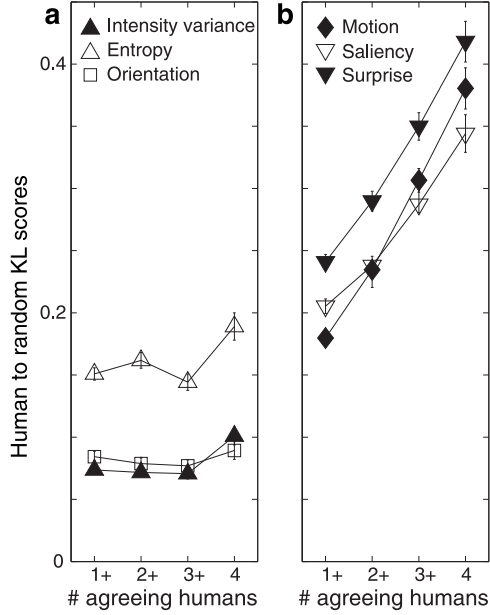 a
Intensity variance
Entropy
Orientation
b
Motion
Saliency
Surprise
Human to random KL scores
0.4
0.2
0
1+ 2+ 3+ 4
# agreeing humans
1+ 2+ 3+ 4
# agreeing humans